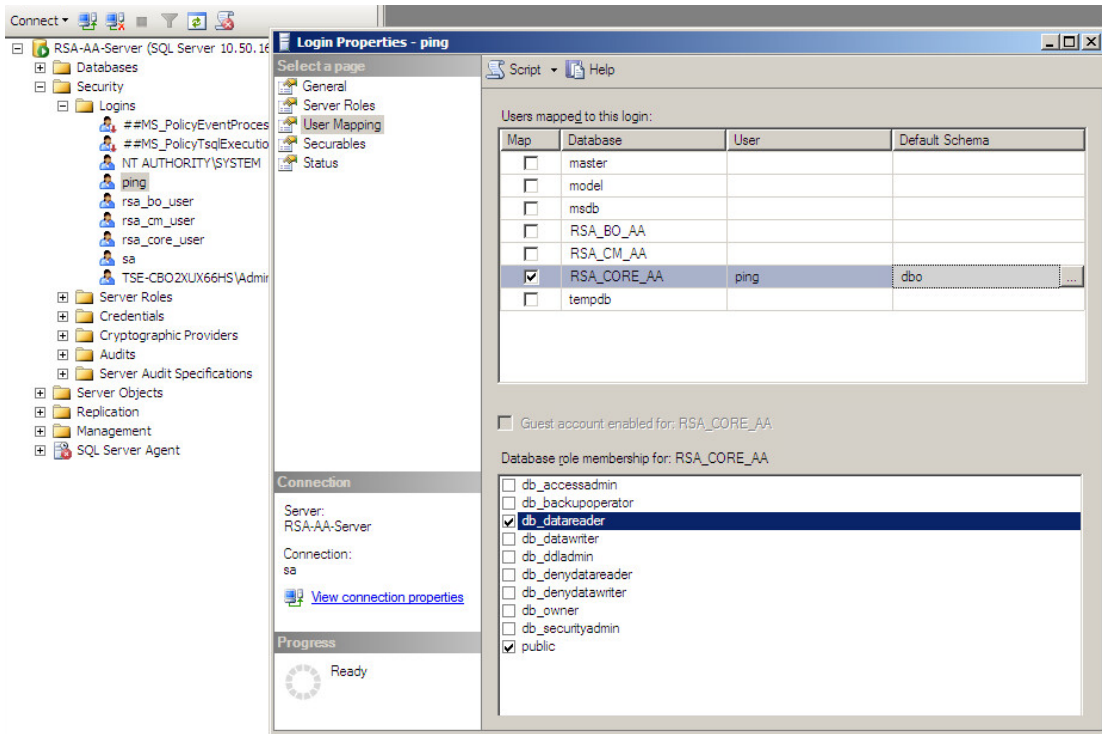 Connect
RSA-AA-Server (SQL Server 10.50.16
Databases
Security
Logins
##MS_PolicyEventProces
##MS_PolicyTsqlExecutio
NT AUTHORITY\SYSTEM
ping
rsa_bo_user
rsa_cm_user
rsa_core_user
sa
TSE-CBO2XUX66HS\Admir
Server Roles
Credentials
Cryptographic Providers
Audits
Server Audit Specifications
Server Objects
Replication
Management
SQL Server Agent
Login Properties - ping
Select a page
General
Server Roles
User Mapping
Securables
Status
Connection
Server:
RSA-AA-Server
Connection:
sa
View connection properties
Progress
Ready
Script Help
Users mapped to this login:
Map Database User Default Schema
master
model
msdb
RSA_BO_AA
RSA_CM_AA
RSA_CORE_AA ping dbo ...
tempdb
Guest account enabled for: RSA_CORE_AA
Database role membership for: RSA_CORE_AA
db_accessadmin
db_backupoperator
db_datareader
db_datawriter
db_ddladmin
db_denydatareader
db_denydatawriter
db_owner
db_securityadmin
public